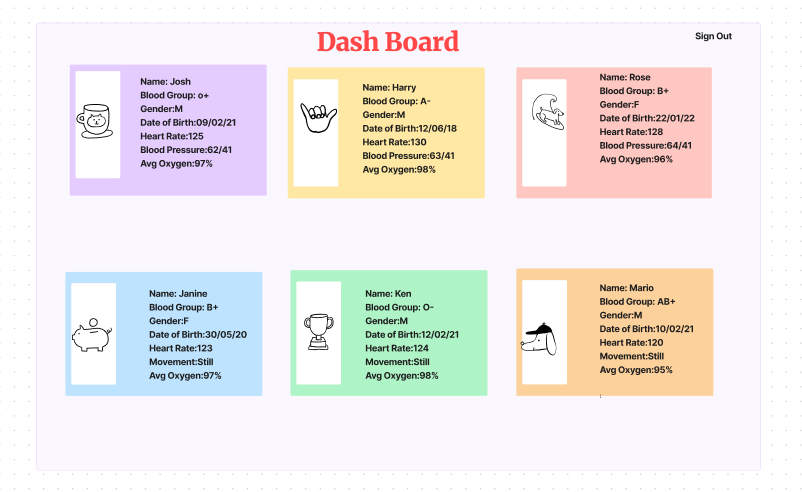 Dash Board
Sign Out
Name: Josh
Blood Group: o+
Gender:M
Date of Birth:09/02/21
Heart Rate:125
Blood Pressure:62/41
Avg Oxygen:97%
Name: Harry
Blood Group: A-
Gender:M
Date of Birth:12/06/18
Heart Rate:130
Blood Pressure:63/41
Avg Oxygen:98%
Name: Rose
Blood Group: B+
Gender:F
Date of Birth:22/01/22
Heart Rate:128
Blood Pressure:64/41
Avg Oxygen:96%
Name: Janine
Blood Group: B+
Gender:F
Date of Birth:30/05/20
Heart Rate:123
Movement:Still
Avg Oxygen:97%
Name: Ken
Blood Group: O-
Gender:M
Date of Birth:12/02/21
Heart Rate:124
Movement:Still
Avg Oxygen:98%
Name: Mario
Blood Group: AB+
Gender:M
Date of Birth:10/02/21
Heart Rate:120
Movement:Still
Avg Oxygen:95%
: